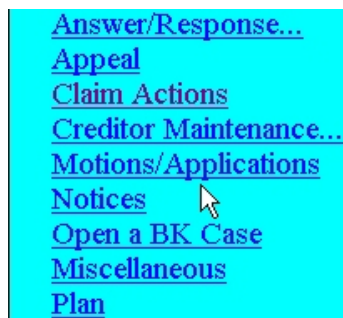 Answer/Response...
Appeal
Claim Actions
Creditor Maintenance...
Motions/Applications
Notices
Open a BK Case
Miscellaneous
Plan